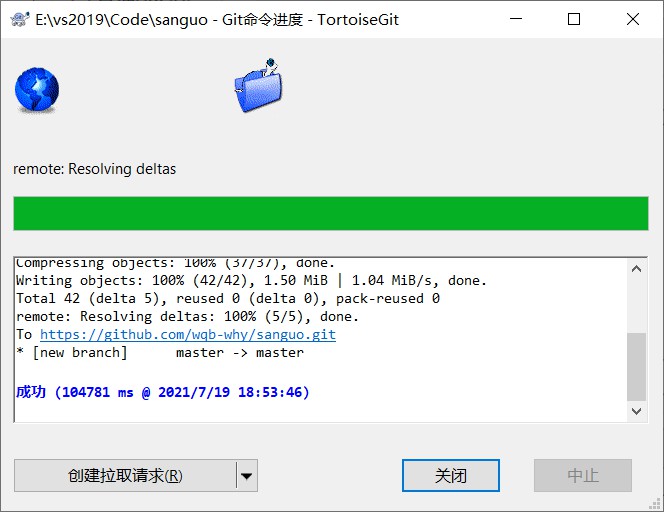 E:\vs2019\Code\sanguo - Git命令进度 - TortoiseGit
remote: Resolving deltas
Compressing objects: 100% (37/37), done.
Writing objects: 100% (42/42), 1.50 MiB | 1.04 MiB/s, done.
Total 42 (delta 5), reused 0 (delta 0), pack-reused 0
remote: Resolving deltas: 100% (5/5), done.
To https://github.com/wqb-why/sanguo.git
* [new branch]      master -> master
成功 (104781 ms @ 2021/7/19 18:53:46)
创建拉取请求(R) 关闭 中止